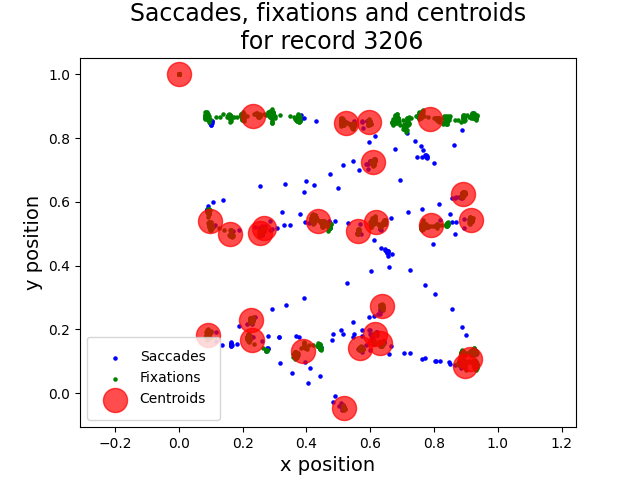 Saccades, fixations and centroids
for record 3206
y position
1.0
0.8
0.6
0.4
0.2
0.0
Saccades
Fixations
Centroids
−0.2
0.0
0.2
0.4
0.6
0.8
1.0
1.2
x position